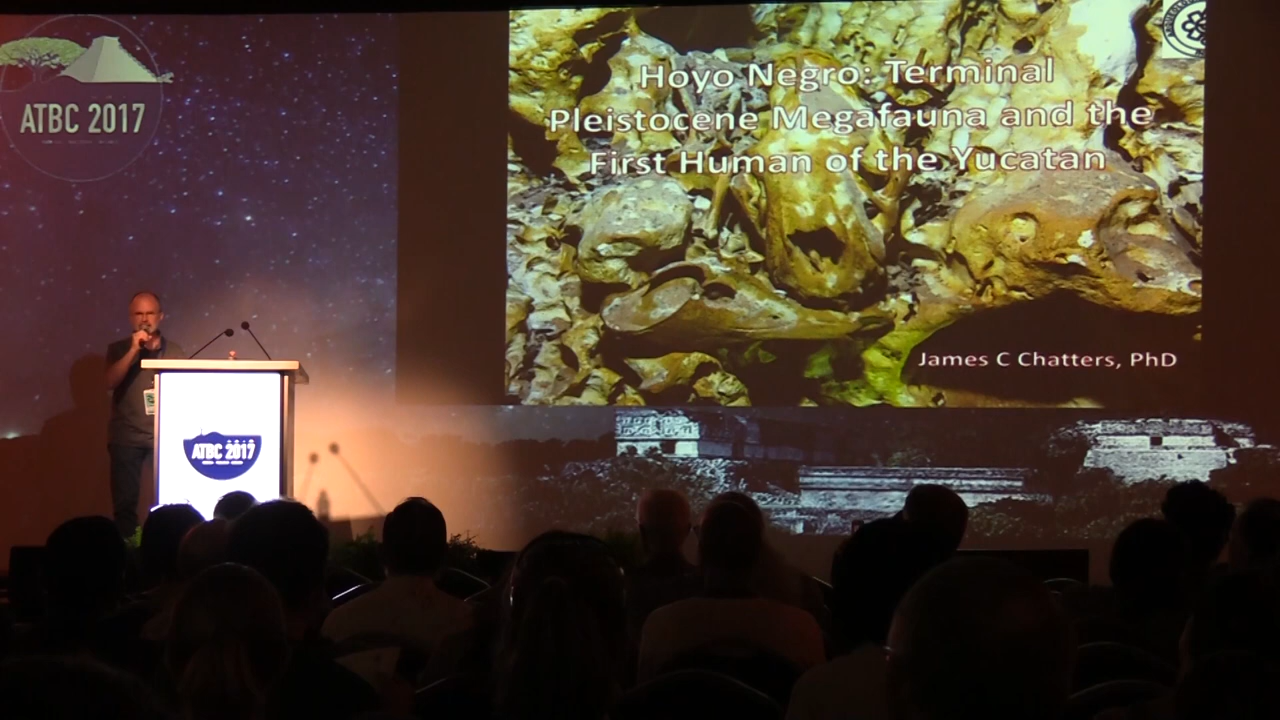 ATBC 2017
Hoyo Negro: Terminal
Pleistocene Megafauna and the
First Human of the Yucatan
James C Chatters, PhD
ATBC 2017